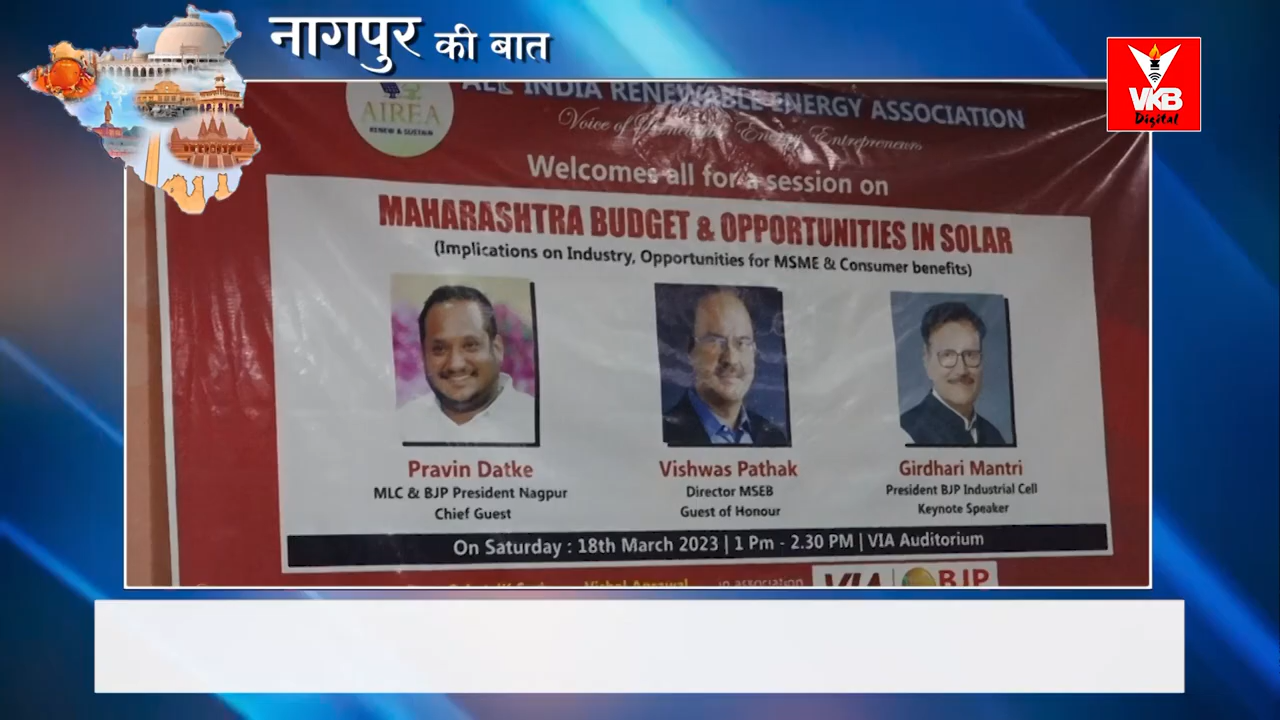 नागपुर की बात
VKB
Digital
AIREA
RENEW & SUSTAIN
ALL INDIA RENEWABLE ENERGY ASSOCIATION
Voice of Energy Entrepreneurs
Welcomes all for a session on
MAHARASHTRA BUDGET & OPPORTUNITIES IN SOLAR
(Implications on Industry, Opportunities for MSME & Consumer benefits)
Pravin Datke
MLC & BJP President Nagpur
Chief Guest
Vishwas Pathak
Director MSEB
Guest of Honour
Girdhari Mantri
President BJP Industrial Cell
Keynote Speaker
On Saturday : 18th March 2023 | 1 Pm - 2.30 PM | VIA Auditorium
in association VIA BJP